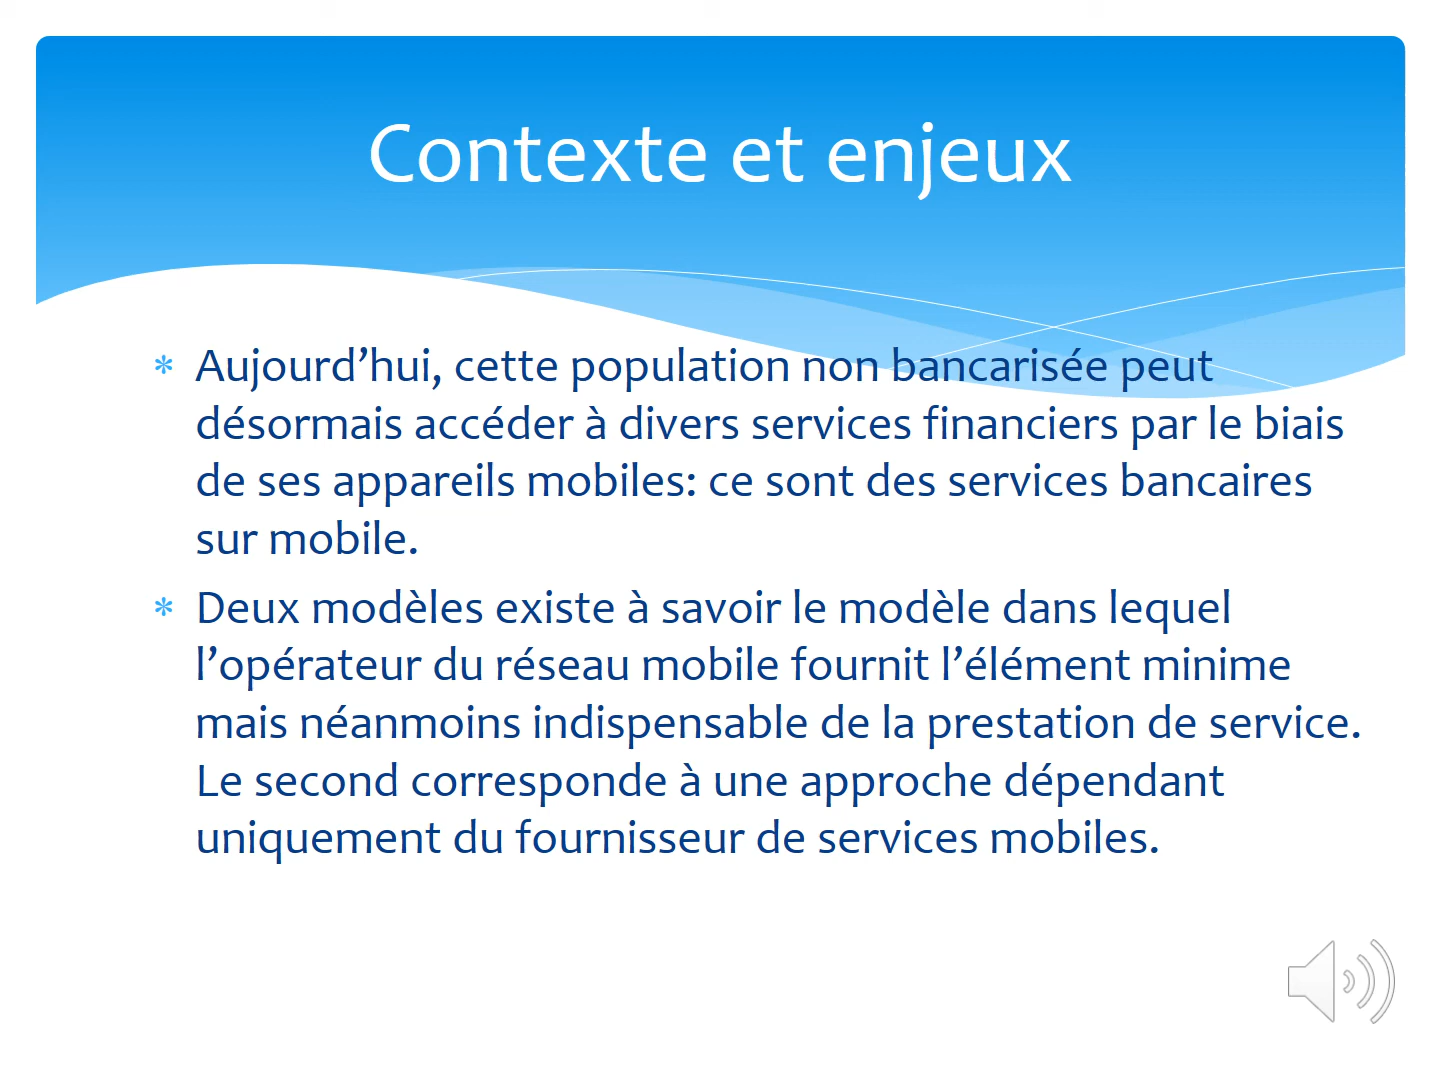 Contexte et enjeux
* Aujourd’hui, cette population non bancarisée peut
désormais accéder à divers services financiers par le biais
de ses appareils mobiles: ce sont des services bancaires
sur mobile.
* Deux modèles existe à savoir le modèle dans lequel
l’opérateur du réseau mobile fournit l’élément minime
mais néanmoins indispensable de la prestation de service.
Le second corresponde à une approche dépendant
uniquement du fournisseur de services mobiles.